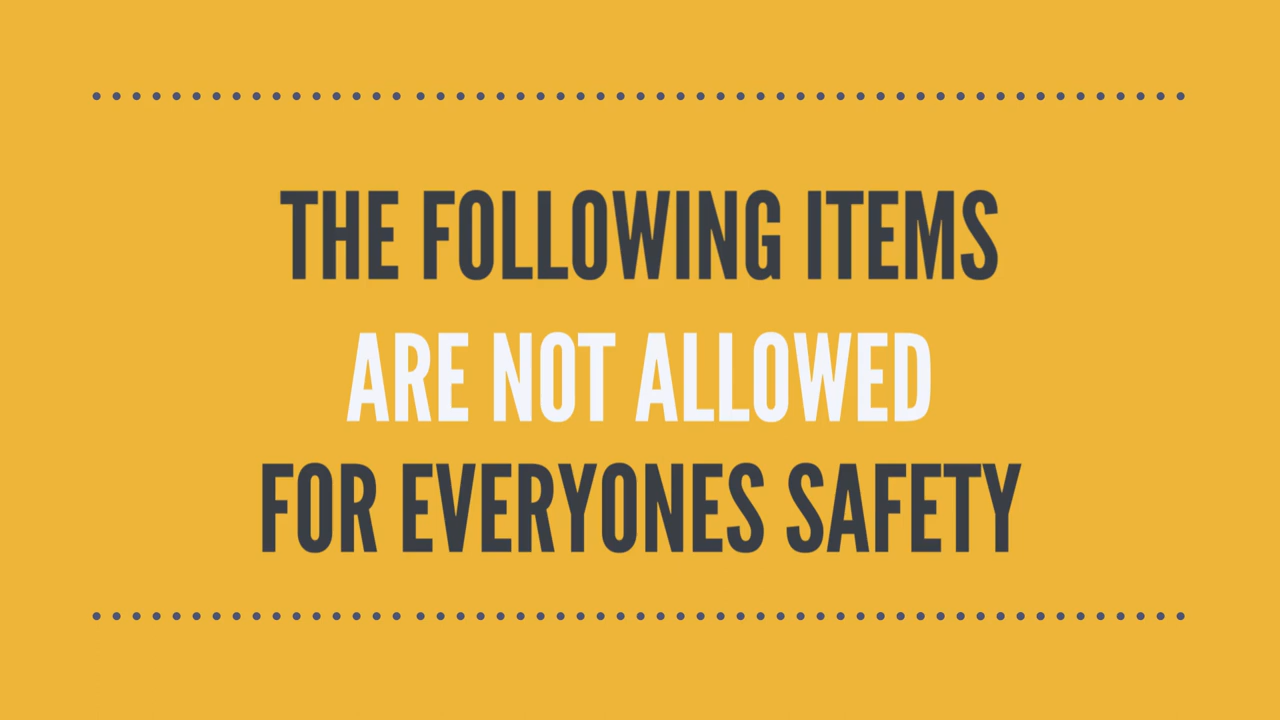 THE FOLLOWING ITEMS
ARE NOT ALLOWED
FOR EVERYONES SAFETY